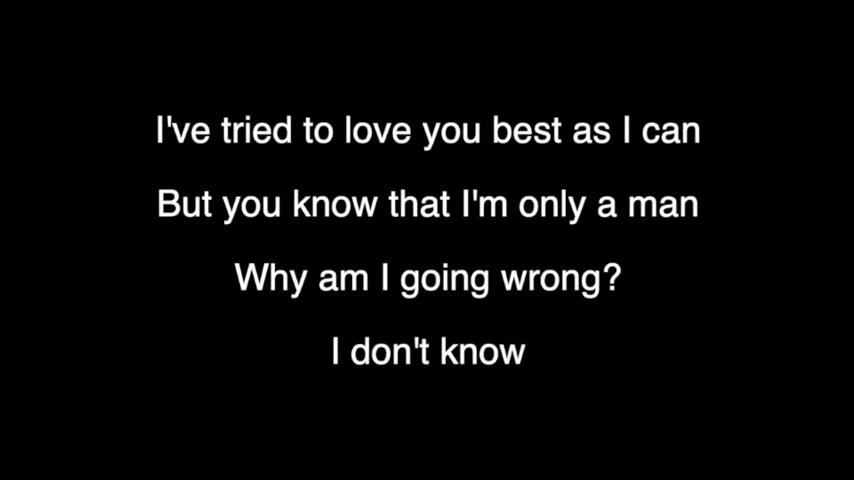 I've tried to love you best as I can
But you know that I'm only a man
Why am I going wrong?
I don't know